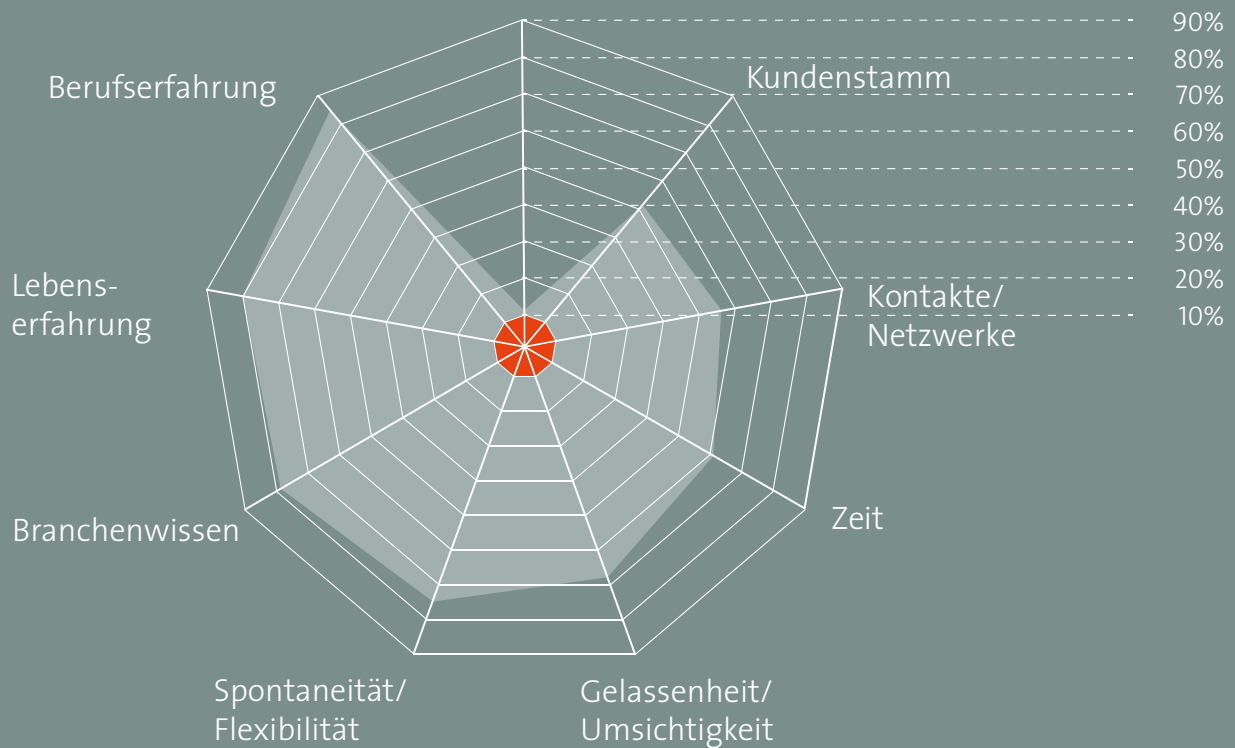 90%
80%
70%
60%
50%
40%
30%
20%
10%
Berufserfahrung
Kundenstamm
Lebens-
erfahrung
Kontakte/
Netzwerke
Branchenwissen
Zeit
Spontaneität/
Flexibilität
Gelassenheit/
Umsichtigkeit